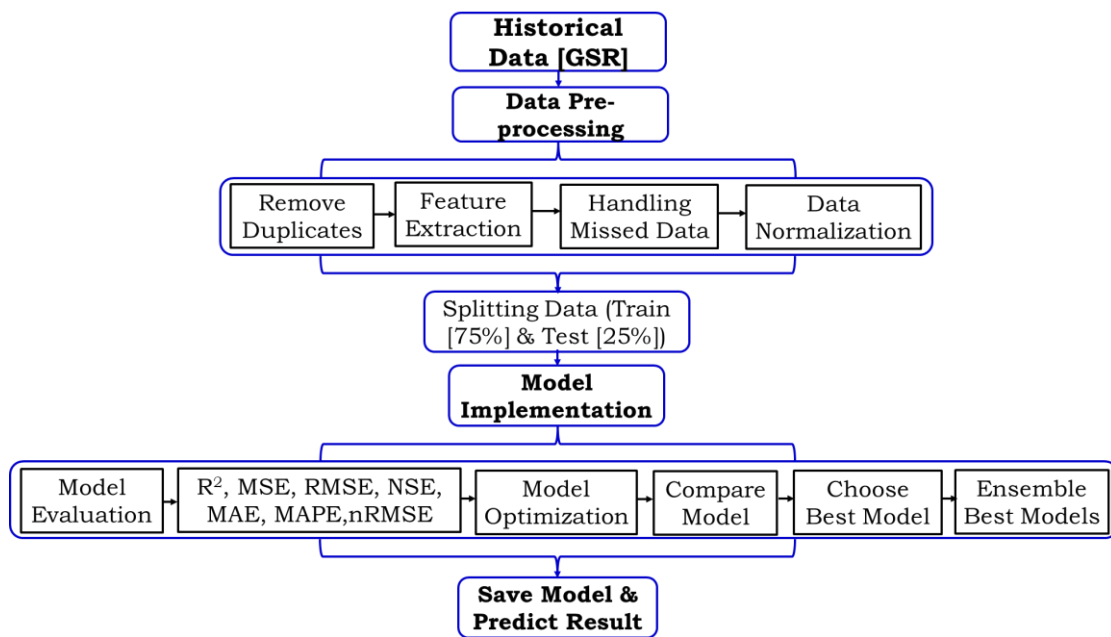 Historical
Data [GSR]
Data Pre-
processing
Remove
Duplicates
Feature
Extraction
Handling
Missed Data
Data
Normalization
Splitting Data (Train
[75%] & Test [25%])
Model
Implementation
Model
Evaluation
R², MSE, RMSE, NSE,
MAE, MAPE,nRMSE
Model
Optimization
Compare
Model
Choose
Best Model
Ensemble
Best Models
Save Model &
Predict Result